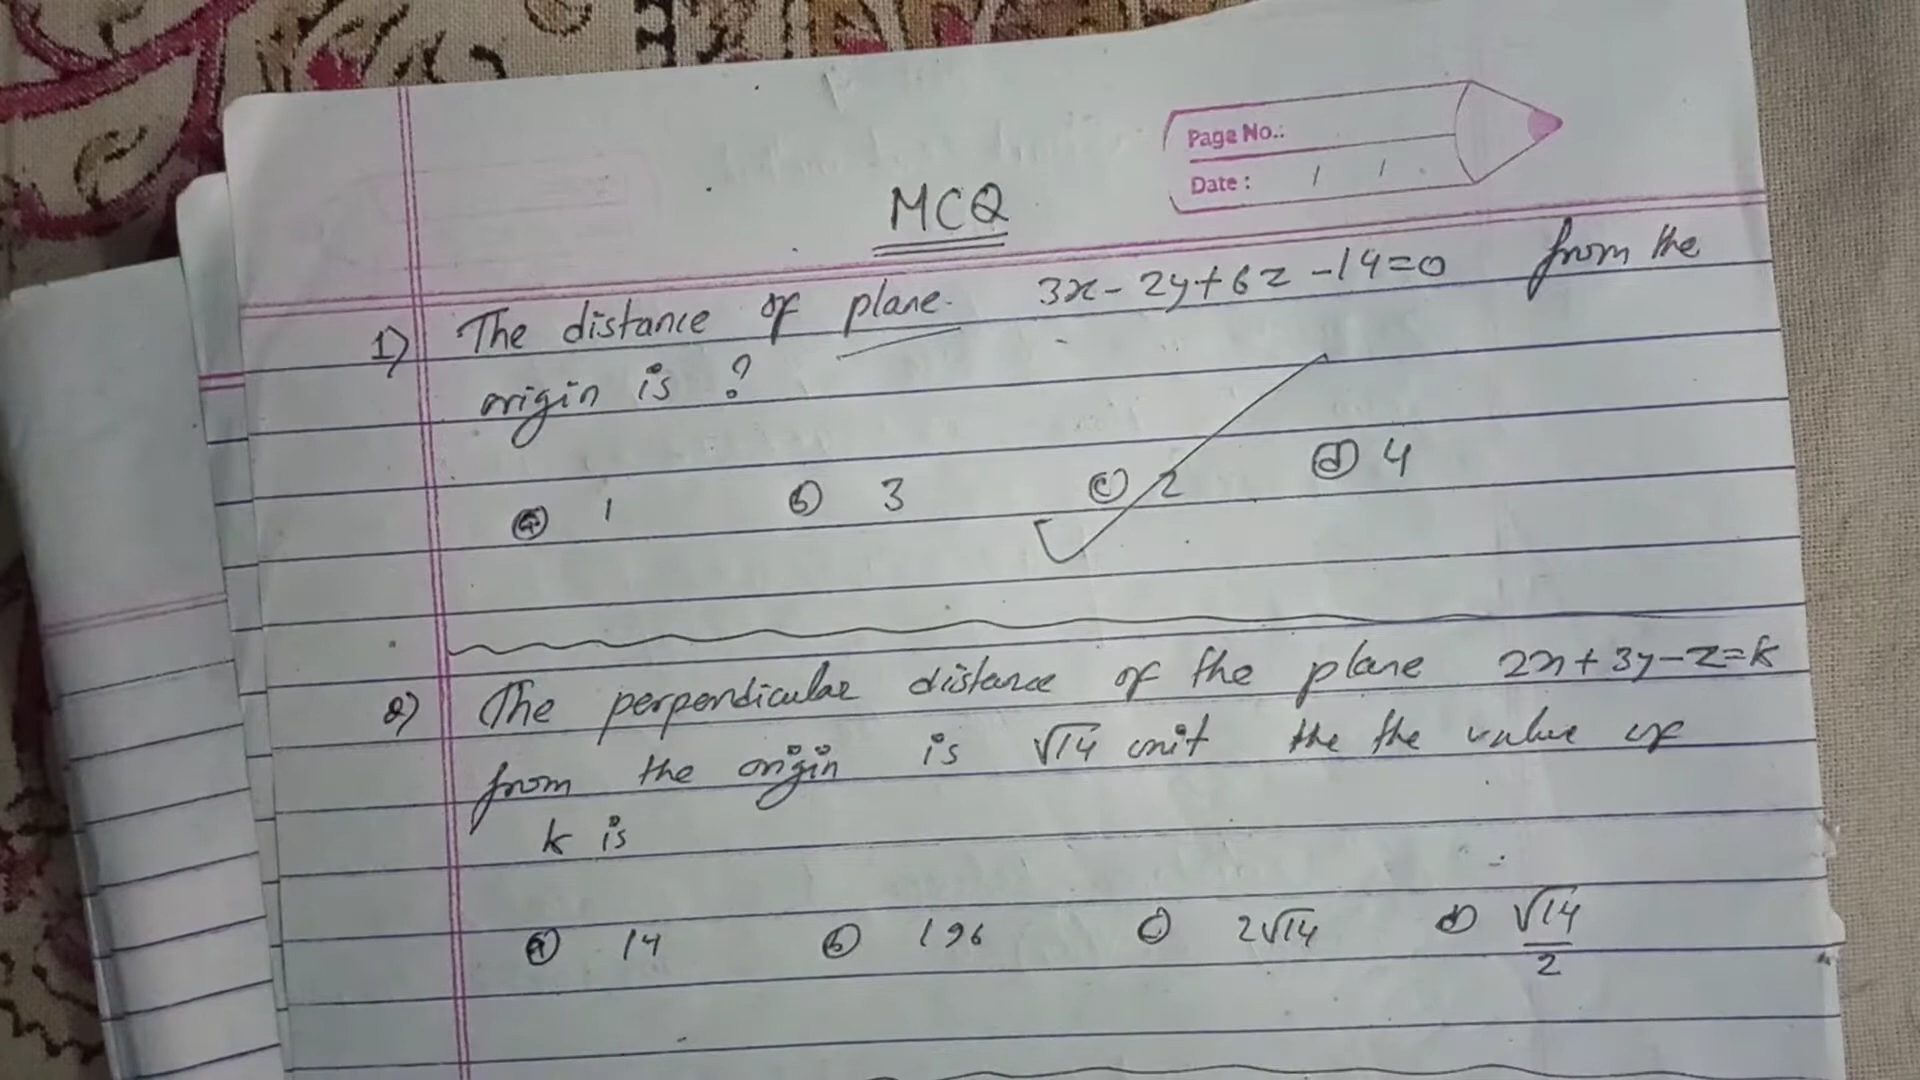 Page No.:
Date: / /
MCQ
1) The distance of plane 3x-2y+6z-14=0 from the
origin is ?
a 1 b 3 c 2 d 4
2) The perpendicular distance of the plane 2x+3y-z=k
from the origin is √14 unit the the value of
k is
a 14 b 196 c 2√14 d √14/2